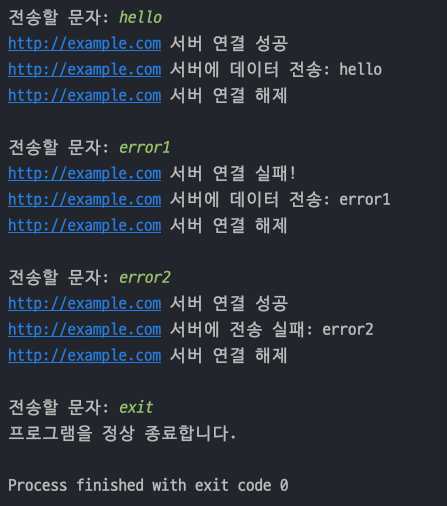 전송할 문자: hello
http://example.com 서버 연결 성공
http://example.com 서버에 데이터 전송: hello
http://example.com 서버 연결 해제
전송할 문자: error1
http://example.com 서버 연결 실패!
http://example.com 서버에 데이터 전송: error1
http://example.com 서버 연결 해제
전송할 문자: error2
http://example.com 서버 연결 성공
http://example.com 서버에 전송 실패: error2
http://example.com 서버 연결 해제
전송할 문자: exit
프로그램을 정상 종료합니다.
Process finished with exit code 0